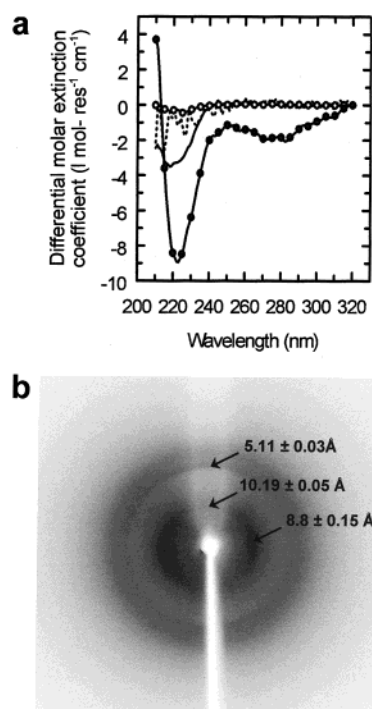 a
Differential molar extinction
coefficient (l mol- res⁻¹ cm⁻¹)
4
2
0
-2
-4
-6
-8
-10
200 220 240 260 280 300 320
Wavelength (nm)
b
5.11 ± 0.03Å
10.19 ± 0.05 Å
8.8 ± 0.15 Å